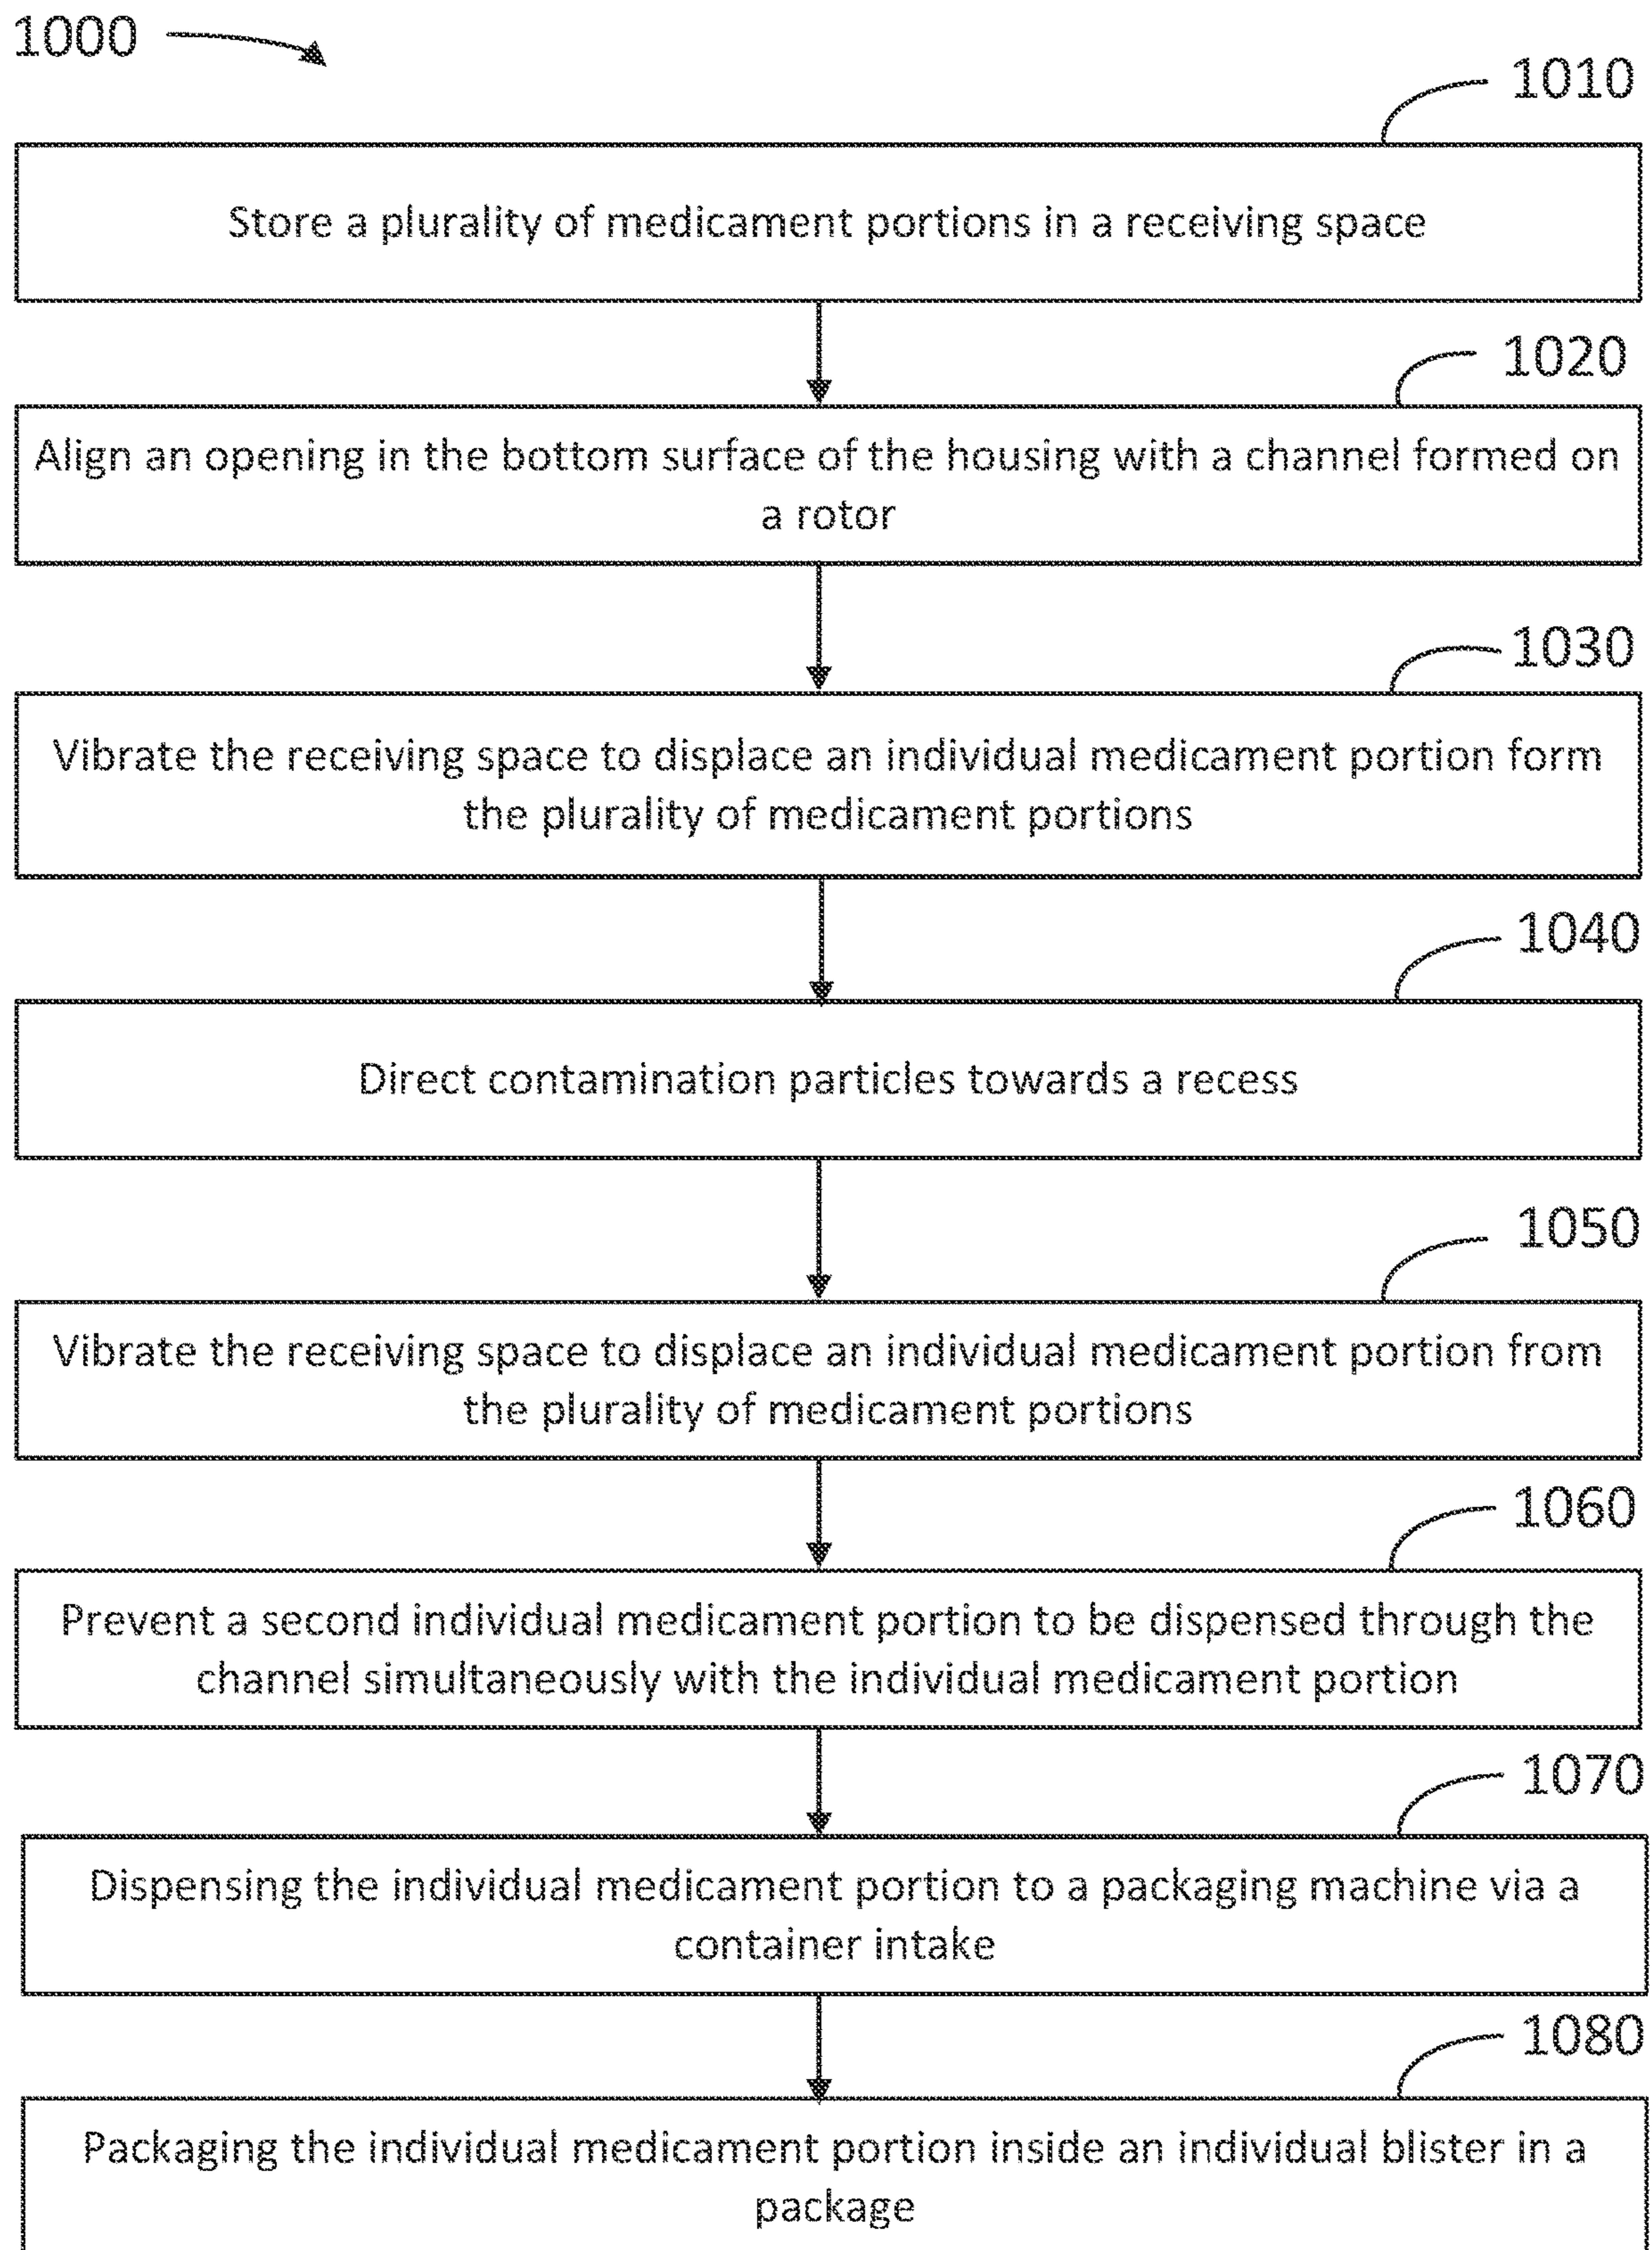 1000
1010
Store a plurality of medicament portions in a receiving space
1020
Align an opening in the bottom surface of the housing with a channel formed on
a rotor
1030
Vibrate the receiving space to displace an individual medicament portion form
the plurality of medicament portions
1040
Direct contamination particles towards a recess
1050
Vibrate the receiving space to displace an individual medicament portion from
the plurality of medicament portions
1060
Prevent a second individual medicament portion to be dispensed through the
channel simultaneously with the individual medicament portion
1070
Dispensing the individual medicament portion to a packaging machine via a
container intake
1080
Packaging the individual medicament portion inside an individual blister in a
package